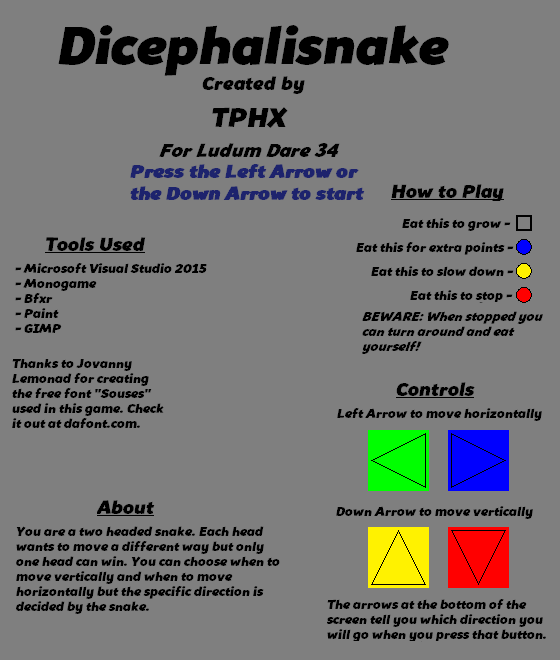 Dicephalisnake
Created by
TPHX
For Ludum Dare 34
Press the Left Arrow or
the Down Arrow to start
How to Play
Eat this to grow -
Eat this for extra points -
Eat this to slow down -
Eat this to stop -
BEWARE: When stopped you
can turn around and eat
yourself!
Tools Used
- Microsoft Visual Studio 2015
- Monogame
- Bfxr
- Paint
- GIMP
Thanks to Jovanny
Lemonad for creating
the free font "Souses"
used in this game. Check
it out at dafont.com.
Controls
Left Arrow to move horizontally
Down Arrow to move vertically
The arrows at the bottom of the
screen tell you which direction you
will go when you press that button.
About
You are a two headed snake. Each head
wants to move a different way but only
one head can win. You can choose when to
move vertically and when to move
horizontally but the specific direction is
decided by the snake.